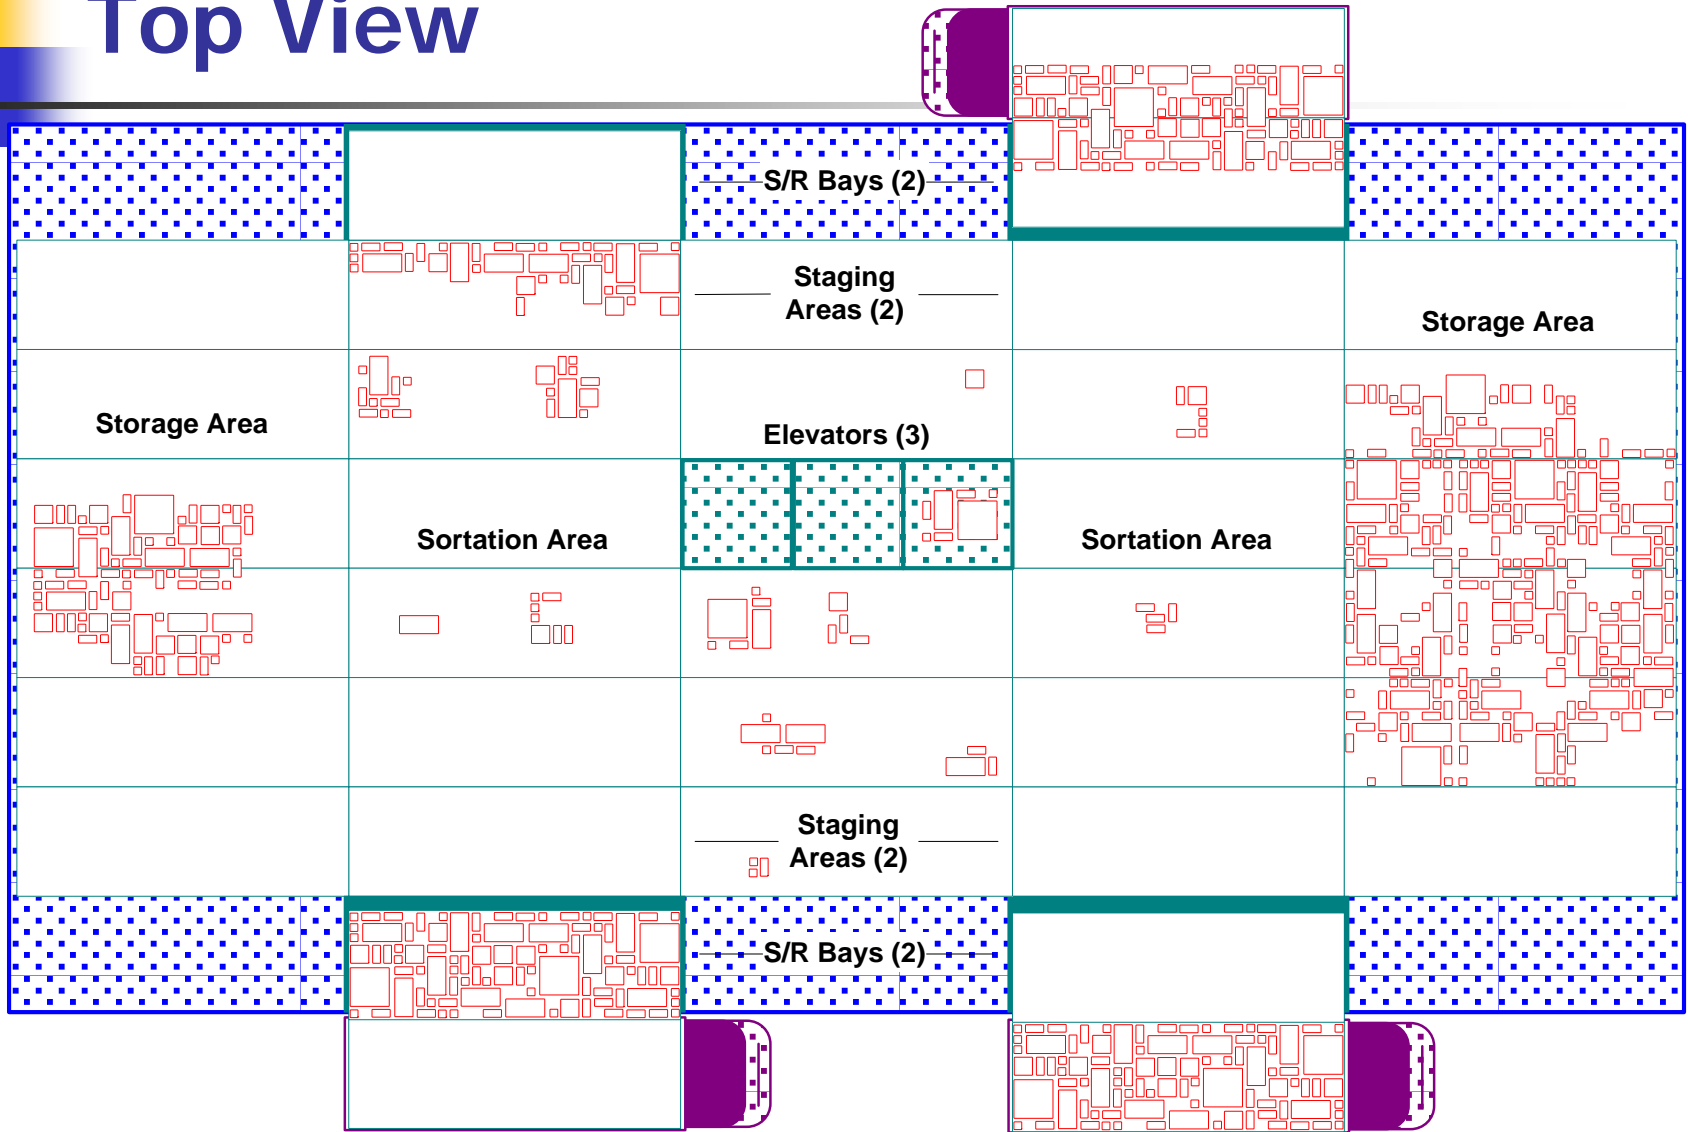 Top View
S/R Bays (2)
Staging
Areas (2)
Storage Area
Storage Area
Elevators (3)
Sortation Area
Sortation Area
Staging
Areas (2)
S/R Bays (2)